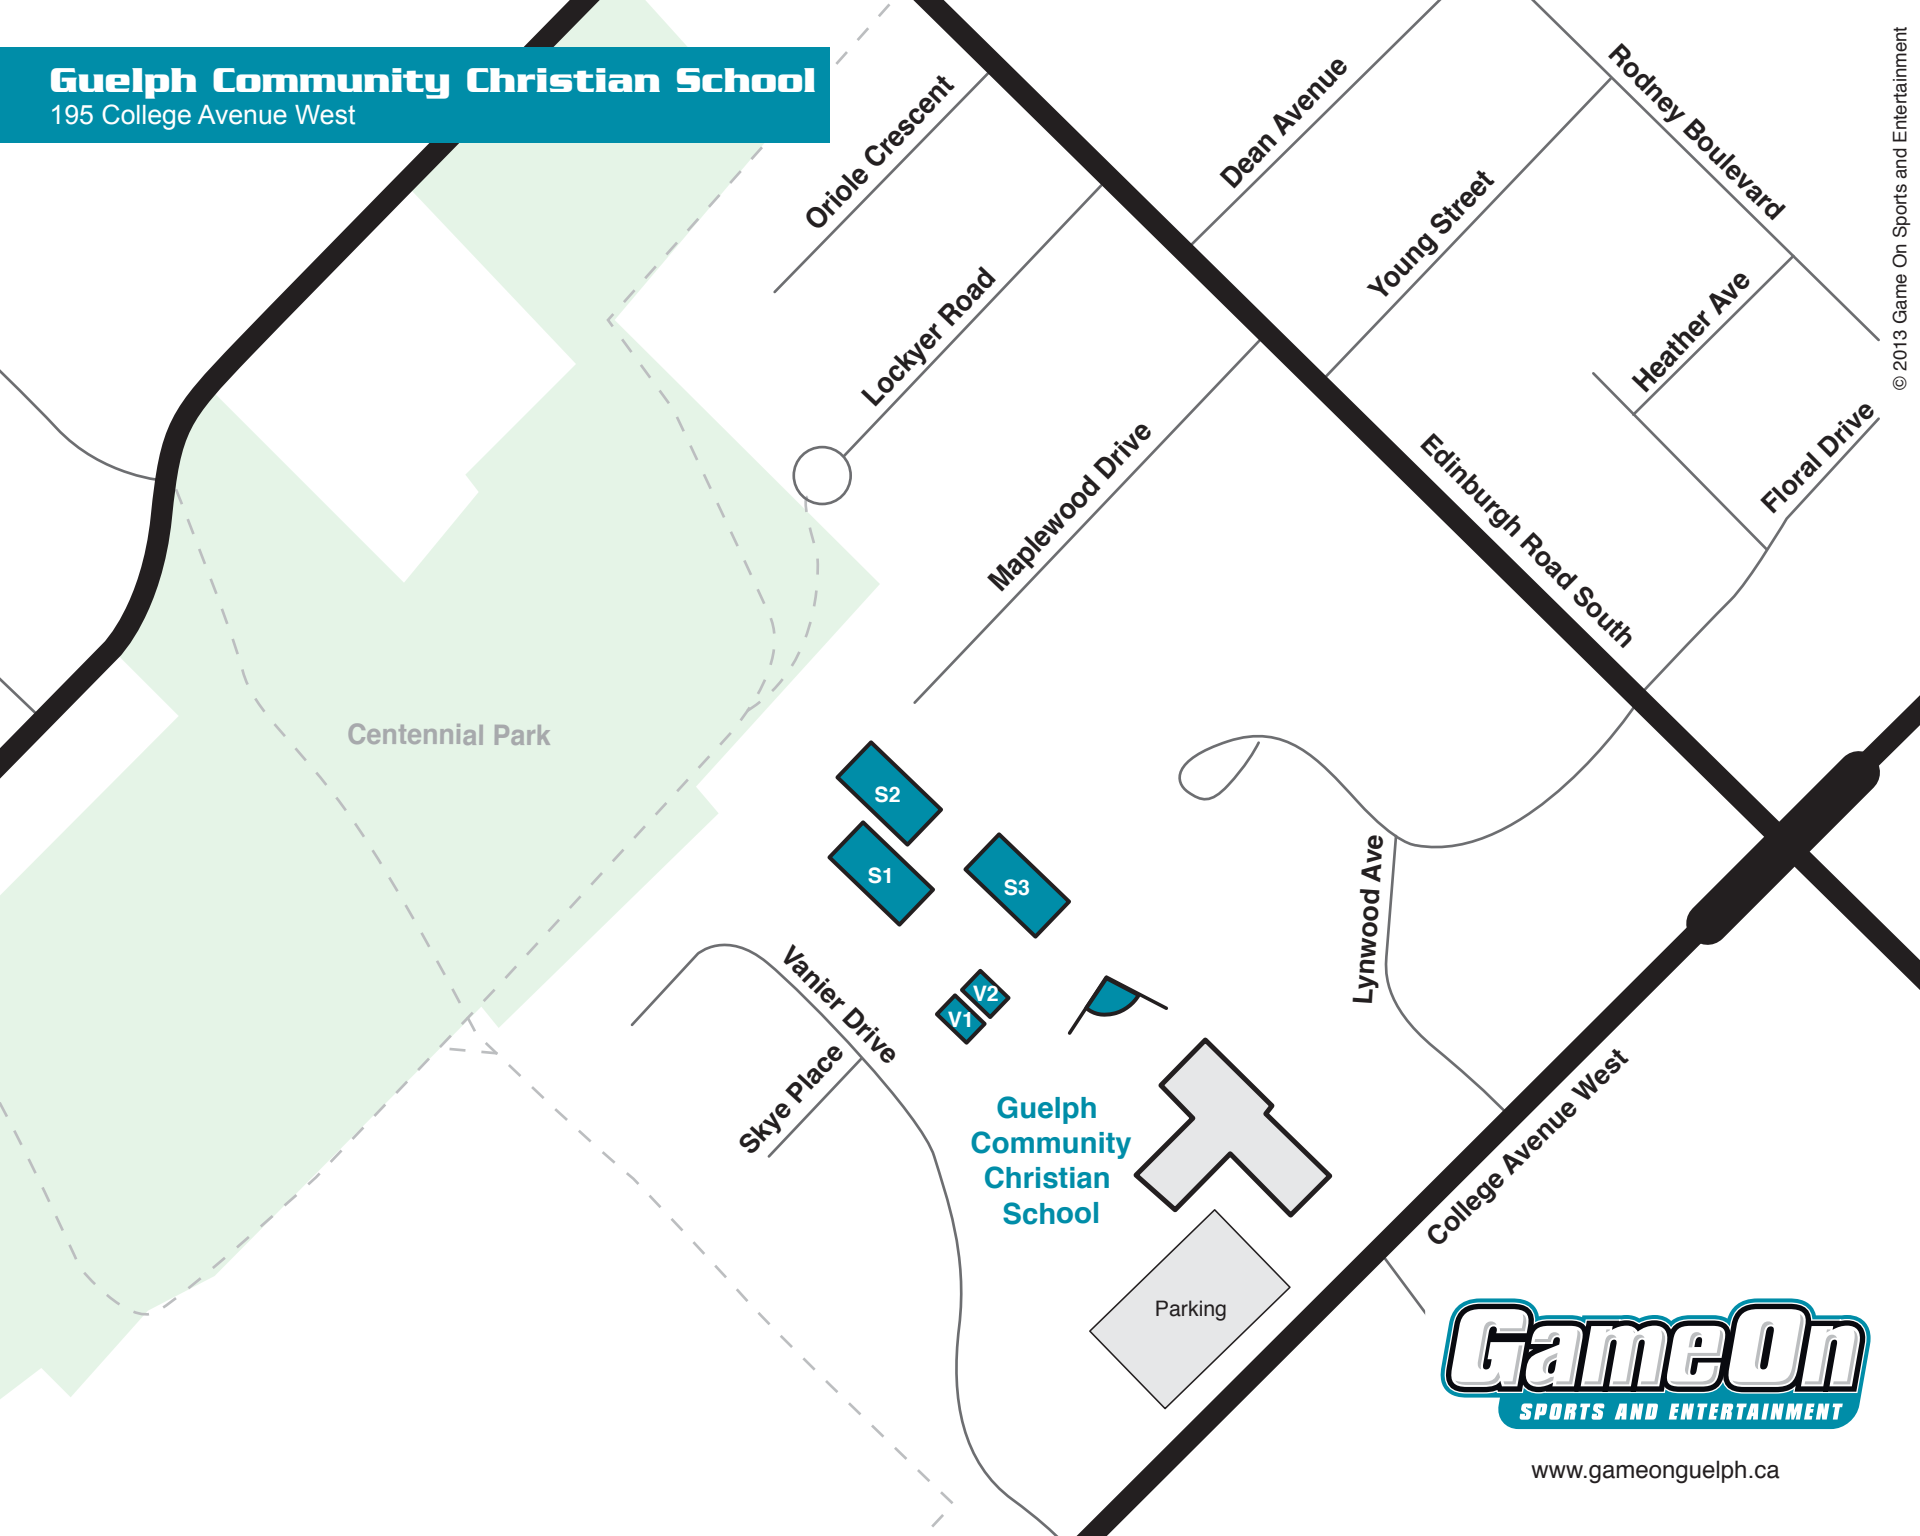 Guelph Community Christian School
195 College Avenue West
© 2013 Game On Sports and Entertainment
Oriole Crescent
Dean Avenue
Rodney Boulevard
Young Street
Lockyer Road
Heather Ave
Floral Drive
Maplewood Drive
Edinburgh Road South
Centennial Park
S2
S1
S3
Lynwood Ave
V2
V1
Vanier Drive
Skye Place
Guelph
Community
Christian
School
College Avenue West
Parking
GameOn
SPORTS AND ENTERTAINMENT
www.gameonguelph.ca